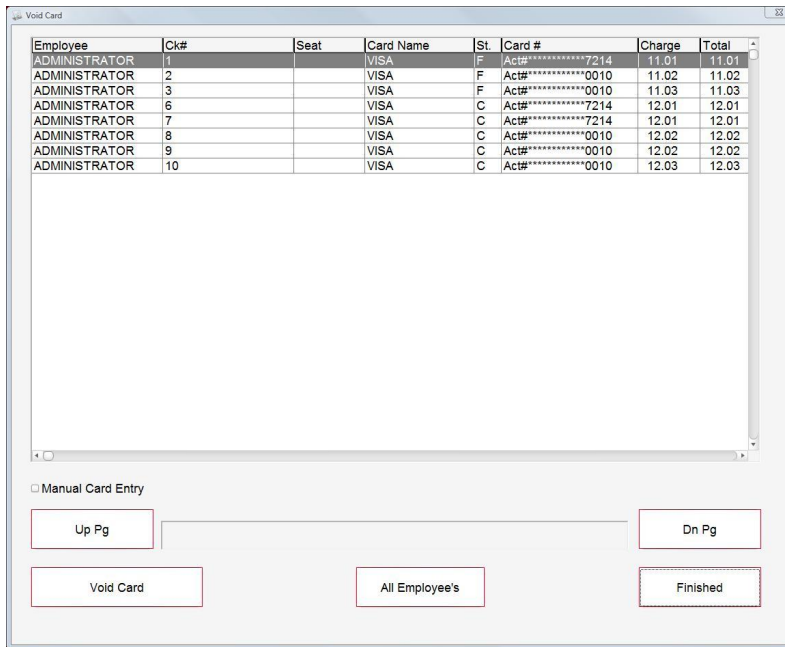 Void Card
Employee Ck# Seat Card Name St. Card # Charge Total
ADMINISTRATOR 1 VISA F Act#************7214 11.01 11.01
ADMINISTRATOR 2 VISA F Act#************0010 11.02 11.02
ADMINISTRATOR 3 VISA F Act#************0010 11.03 11.03
ADMINISTRATOR 6 VISA C Act#************7214 12.01 12.01
ADMINISTRATOR 7 VISA C Act#************7214 12.01 12.01
ADMINISTRATOR 8 VISA C Act#************0010 12.02 12.02
ADMINISTRATOR 9 VISA C Act#************0010 12.02 12.02
ADMINISTRATOR 10 VISA C Act#************0010 12.03 12.03
Manual Card Entry
Up Pg Dn Pg
Void Card All Employee's Finished